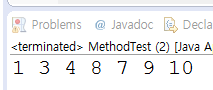 Problems @ Javadoc Decla
<terminated> MethodTest (2) [Java A
1 3 4 8 7 9 10